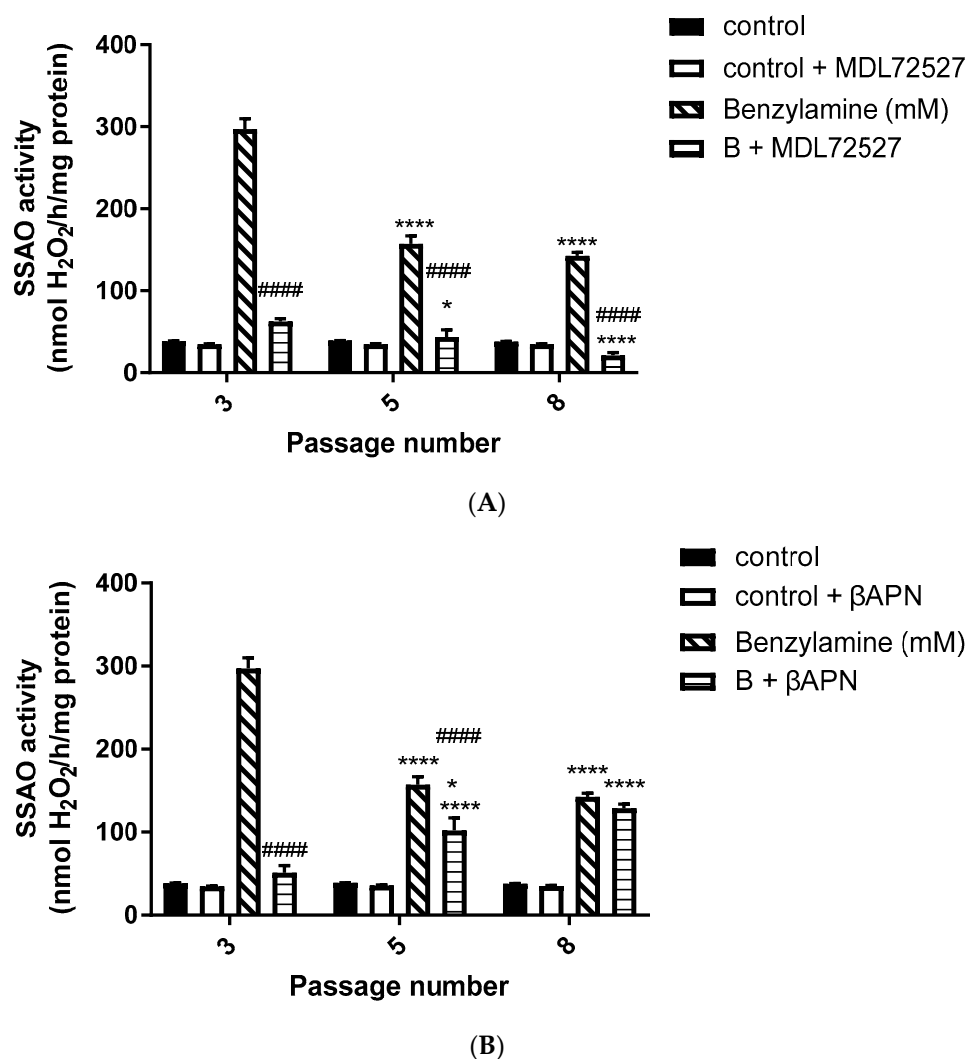 400
300
200
100
0
SSAO activity
(nmol H2O2/h/mg protein)
control
control + MDL72527
Benzylamine (mM)
B + MDL72527
####
****
####
*
****
####
****
3
5
8
Passage number
(A)
400
300
200
100
0
SSAO activity
(nmol H2O2/h/mg protein)
control
control + βAPN
Benzylamine (mM)
B + βAPN
####
****
####
*
****
****
****
3
5
8
Passage number
(B)